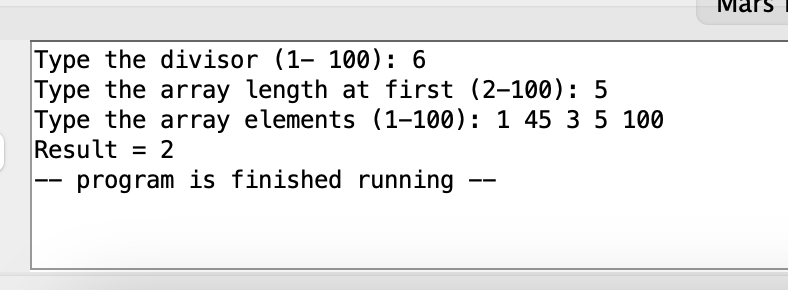 Mars
Type the divisor (1– 100): 6
Type the array length at first (2–100): 5
Type the array elements (1–100): 1 45 3 5 100
Result = 2
–– program is finished running ––